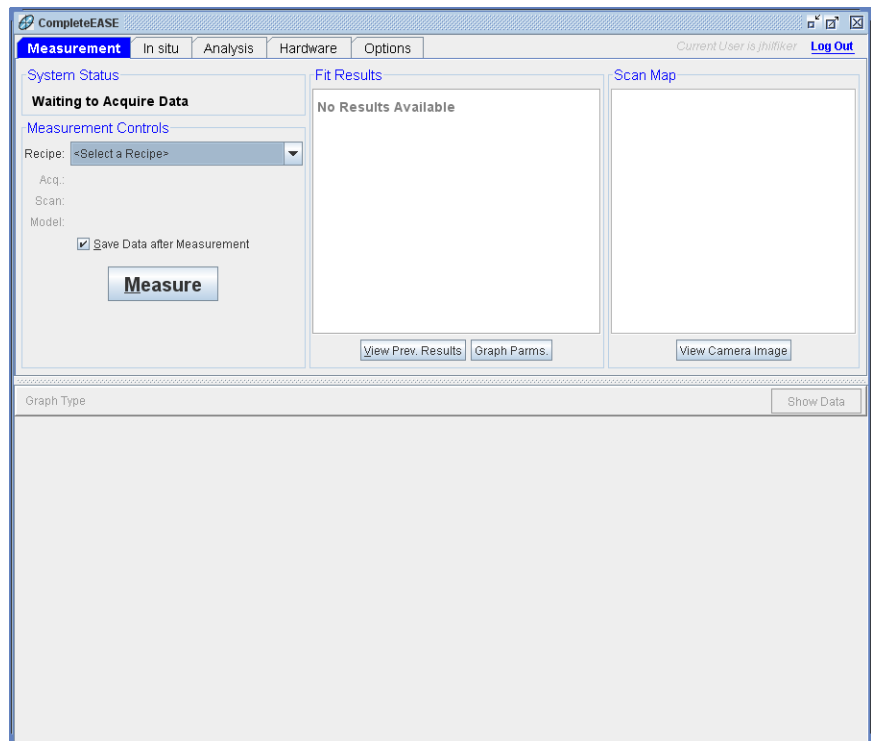 CompleteEASE
Measurement In situ Analysis Hardware Options Current User is jhilfiker Log Out
System Status
Waiting to Acquire Data
Measurement Controls
Recipe: <Select a Recipe>
Acq.:
Scan:
Model:
Save Data after Measurement
Measure
Fit Results
No Results Available
View Prev. Results Graph Parms.
Scan Map
View Camera Image
Graph Type Show Data